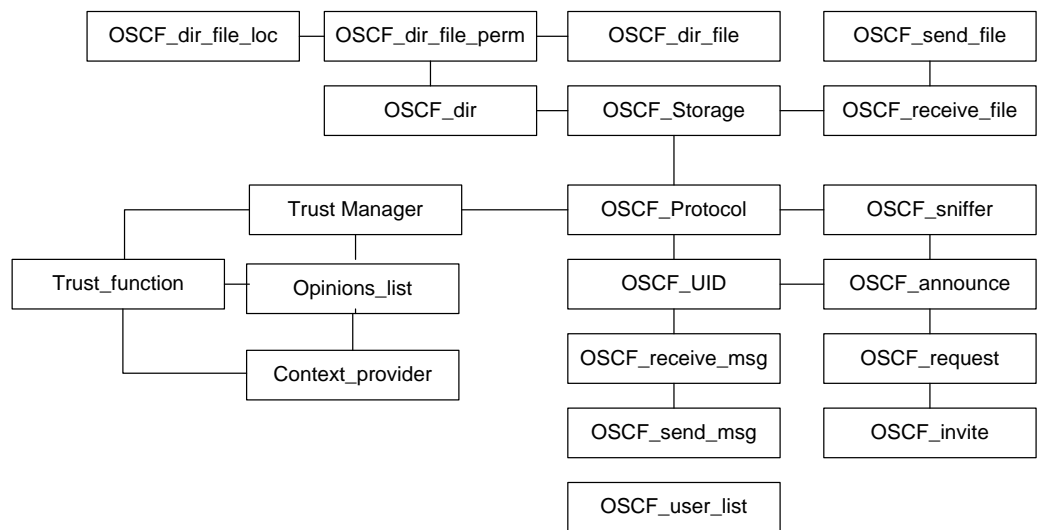 OSCF_dir_file_loc
OSCF_dir_file_perm
OSCF_dir_file
OSCF_send_file
OSCF_dir
OSCF_Storage
OSCF_receive_file
Trust Manager
OSCF_Protocol
OSCF_sniffer
Trust_function
Opinions_list
OSCF_UID
OSCF_announce
Context_provider
OSCF_receive_msg
OSCF_request
OSCF_send_msg
OSCF_invite
OSCF_user_list